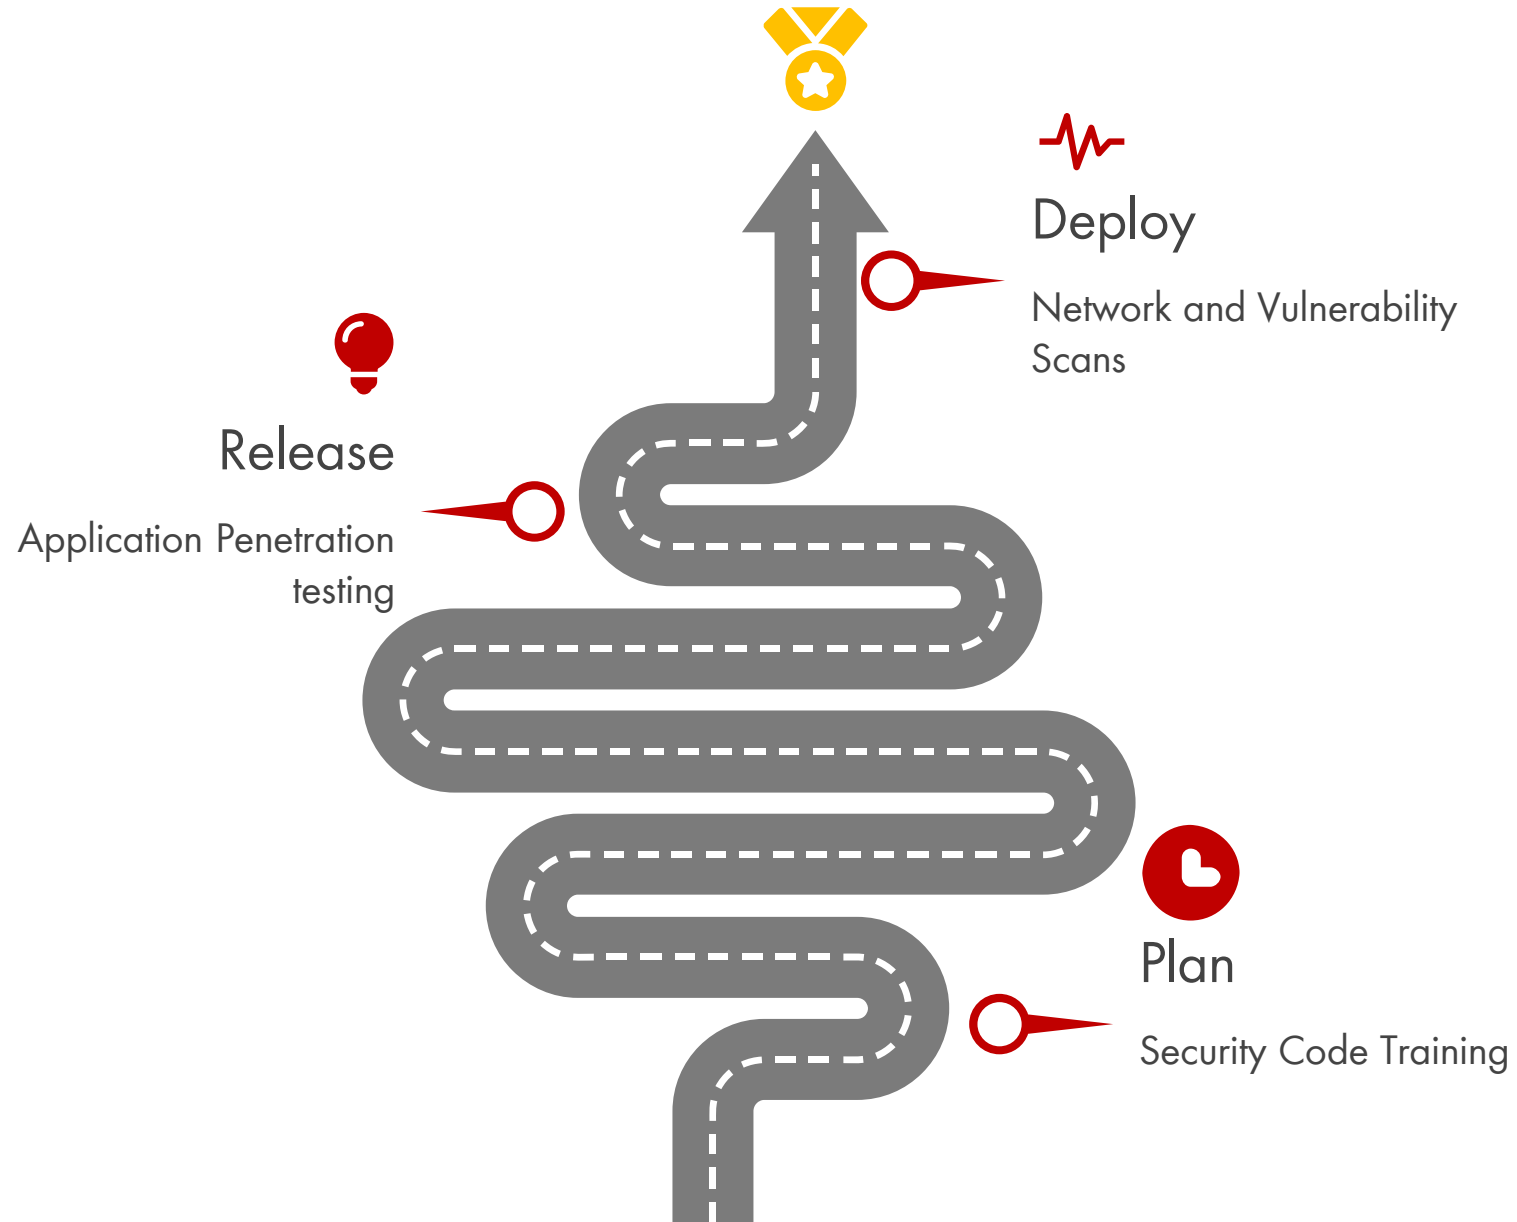 Deploy
Network and Vulnerability
Scans
Release
Application Penetration
testing
Plan
Security Code Training